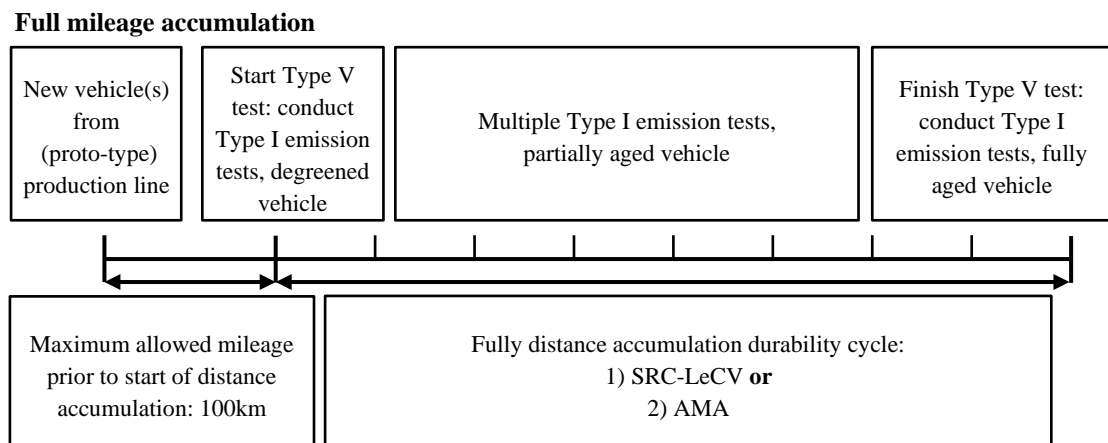 Full mileage accumulation
New vehicle(s)
from
(proto-type)
production line
Start Type V
test: conduct
Type I emission
tests, degreened
vehicle
Multiple Type I emission tests,
partially aged vehicle
Finish Type V test:
conduct Type I
emission tests, fully
aged vehicle
Maximum allowed mileage
prior to start of distance
accumulation: 100km
Fully distance accumulation durability cycle:
1) SRC-LeCV or
2) AMA